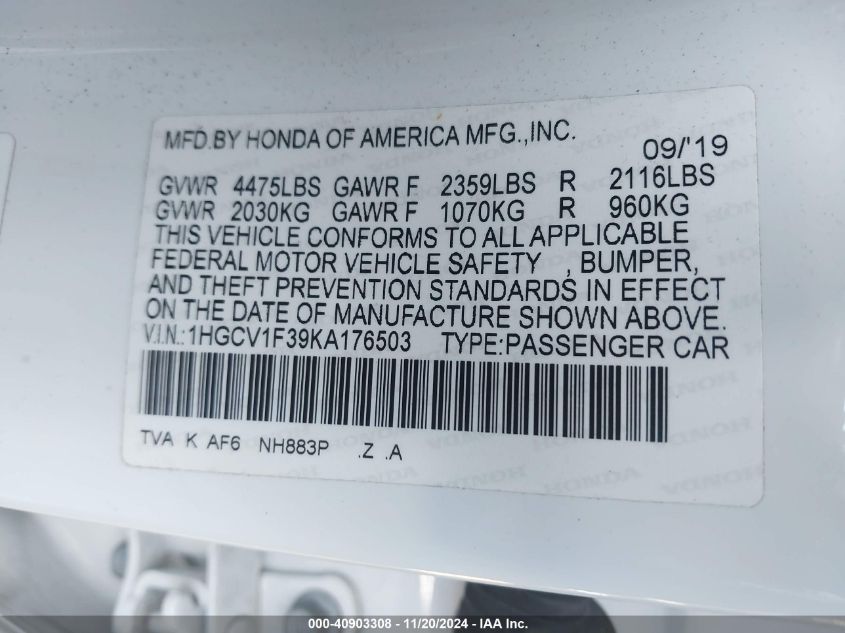 MFD.BY HONDA OF AMERICA MFG.,INC.
09/'19
GVWR 4475LBS GAWR F 2359LBS R 2116LBS
GVWR 2030KG GAWR F 1070KG R 960KG
THIS VEHICLE CONFORMS TO ALL APPLICABLE
FEDERAL MOTOR VEHICLE SAFETY , BUMPER,
AND THEFT PREVENTION STANDARDS IN EFFECT
ON THE DATE OF MANUFACTURE SHOWN ABOVE.
V.I.N.: 1HGCV1F39KA176503 TYPE:PASSENGER CAR
TVA K AF6 NH883P .Z .A
000-40903308 - 11/20/2024 - IAA Inc.